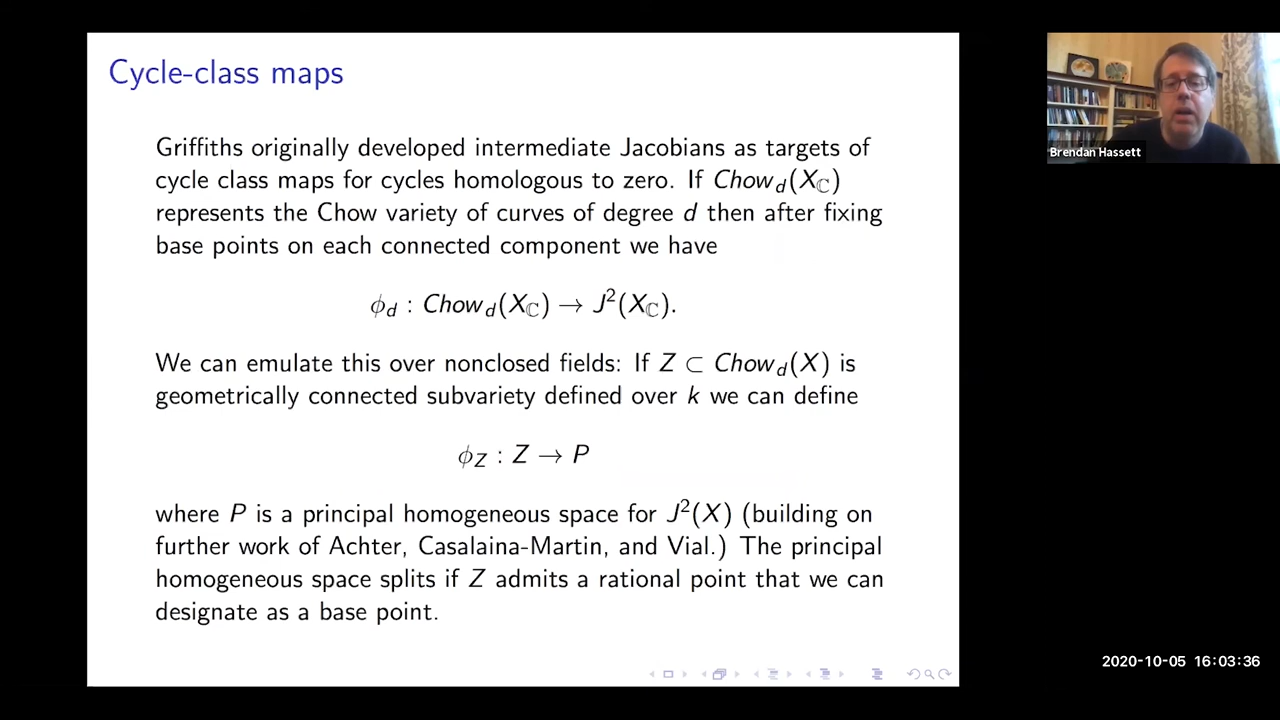 Cycle-class maps
Griffiths originally developed intermediate Jacobians as targets of
cycle class maps for cycles homologous to zero. If Chow_d(X_ℂ)
represents the Chow variety of curves of degree d then after fixing
base points on each connected component we have
ϕ_d : Chow_d(X_ℂ) → J²(X_ℂ).
We can emulate this over nonclosed fields: If Z ⊂ Chow_d(X) is
geometrically connected subvariety defined over k we can define
ϕ_Z : Z → P
where P is a principal homogeneous space for J²(X) (building on
further work of Achter, Casalaina-Martin, and Vial.) The principal
homogeneous space splits if Z admits a rational point that we can
designate as a base point.
Brendan Hassett
2020-10-05 16:03:36